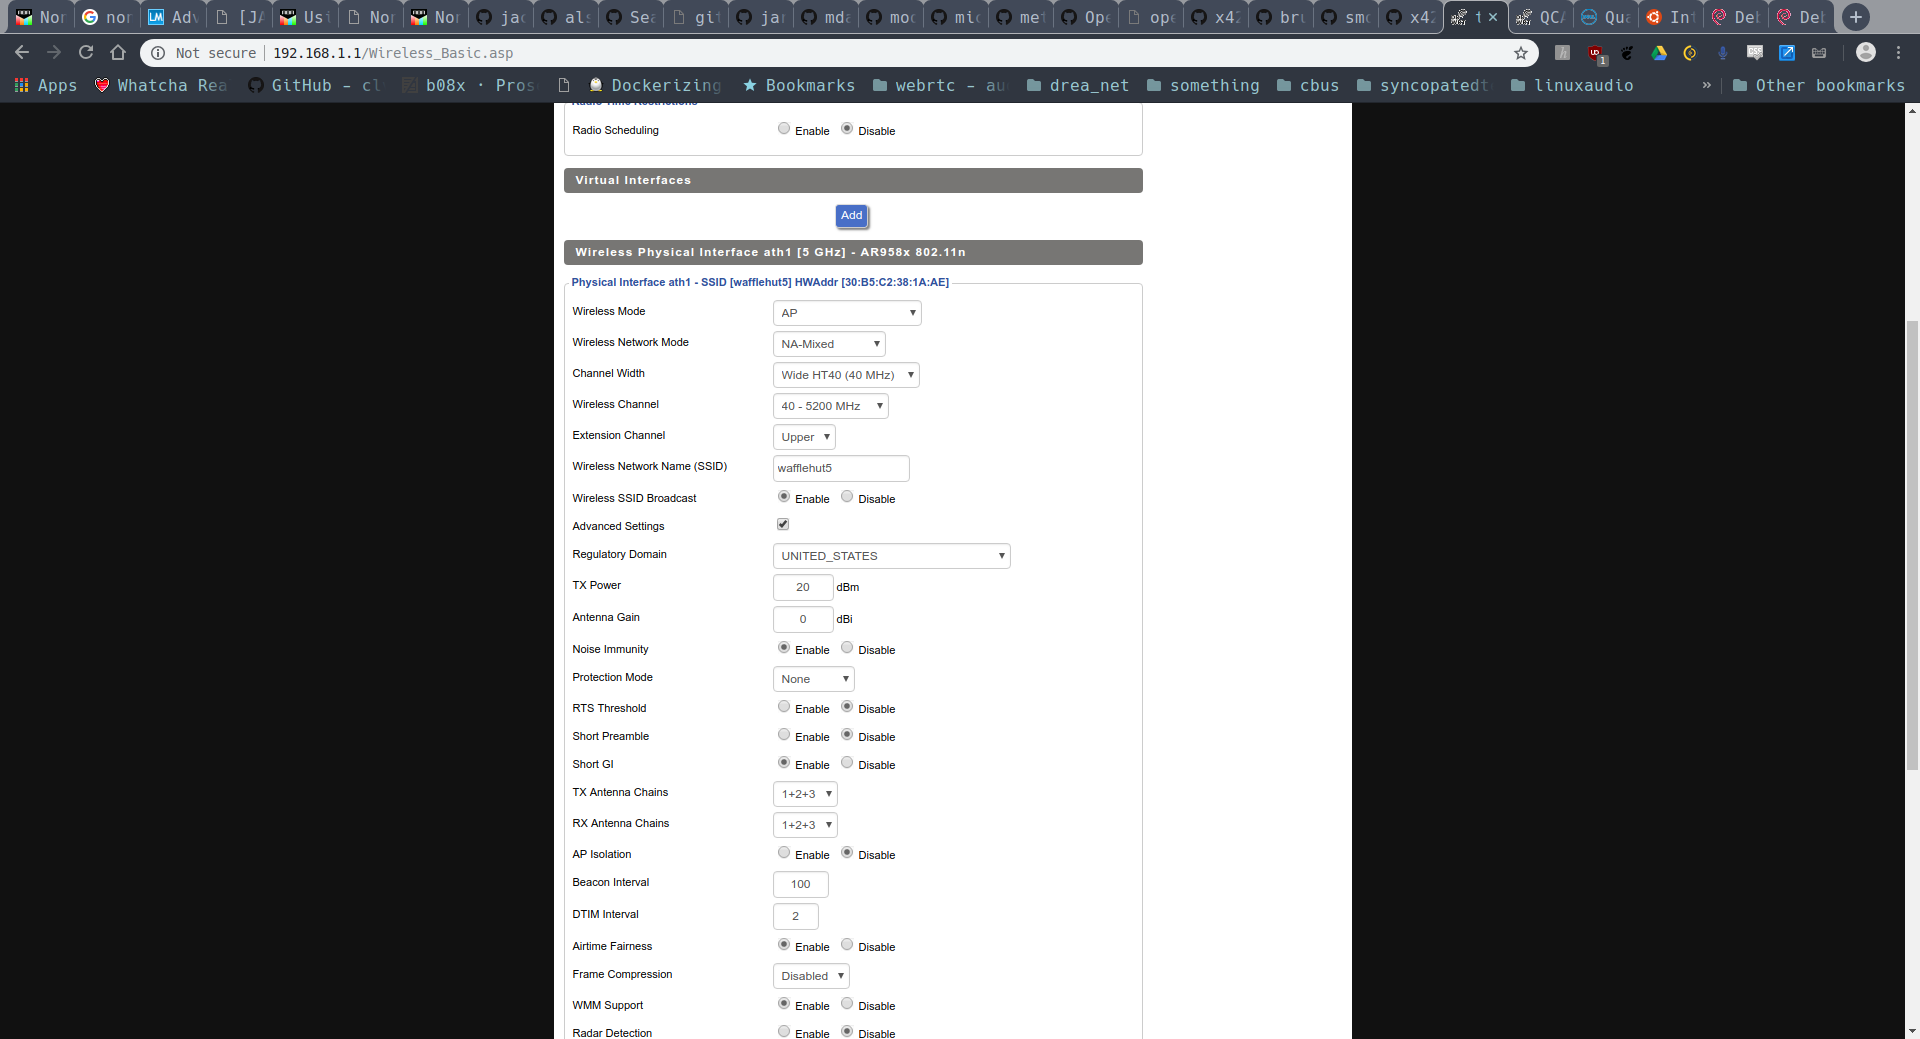 Nor nor Adv [JA Usi Nor Nor jac als Sea gi jar mda moc mic me Ope ope x42 br smo x42 QCA Qua In Deb Deb
Not secure 192.168.1.1/Wireless_Basic.asp
1
Apps Whatcha Rea GitHub - cl b08x · Pros Dockerizing Bookmarks webrtc - au drea_net something cbus syncopatedt linuxaudio » Other bookmarks
Radio Time Restrictions
Radio Scheduling Enable Disable
Virtual Interfaces
Add
Wireless Physical Interface ath1 [5 GHz] - AR958x 802.11n
Physical Interface ath1 - SSID [wafflehut5] HWAddr [30:B5:C2:38:1A:AE]
Wireless Mode AP
Wireless Network Mode NA-Mixed
Channel Width Wide HT40 (40 MHz)
Wireless Channel 40 - 5200 MHz
Extension Channel Upper
Wireless Network Name (SSID) wafflehut5
Wireless SSID Broadcast Enable Disable
Advanced Settings
Regulatory Domain UNITED_STATES
TX Power 20 dBm
Antenna Gain 0 dBi
Noise Immunity Enable Disable
Protection Mode None
RTS Threshold Enable Disable
Short Preamble Enable Disable
Short GI Enable Disable
TX Antenna Chains 1+2+3
RX Antenna Chains 1+2+3
AP Isolation Enable Disable
Beacon Interval 100
DTIM Interval 2
Airtime Fairness Enable Disable
Frame Compression Disabled
WMM Support Enable Disable
Radar Detection Enable Disable